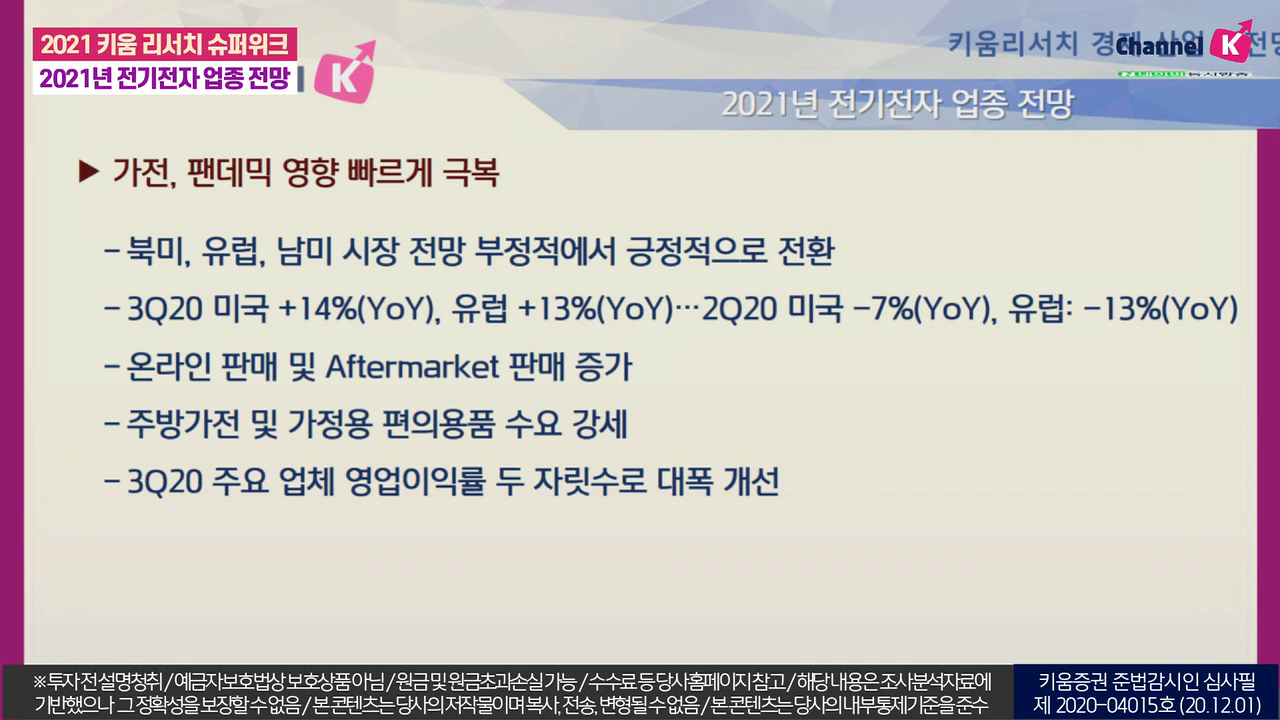 2021 키움 리서치 슈퍼위크
2021년 전기전자 업종 전망
K
키움리서치 경제 산업 전망
Channel K
2021년 전기전자 업종 전망
▶ 가전, 팬데믹 영향 빠르게 극복
– 북미, 유럽, 남미 시장 전망 부정적에서 긍정적으로 전환
– 3Q20 미국 +14%(YoY), 유럽 +13%(YoY)…2Q20 미국 –7%(YoY), 유럽: –13%(YoY)
– 온라인 판매 및 Aftermarket 판매 증가
– 주방가전 및 가정용 편의용품 수요 강세
– 3Q20 주요 업체 영업이익률 두 자릿수로 대폭 개선
※ 투자 전 설명청취 / 예금자보호법상 보호상품 아님 / 원금 및 원금초과손실 가능 / 수수료 등 당사홈페이지 참고 / 해당 내용은 조사분석자료에
기반했으나 그 정확성을 보장할 수 없음 / 본 콘텐츠는 당사의 저작물이며 복사, 전송, 변형될 수 없음 / 본 콘텐츠는 당사의 내부통제기준을 준수
키움증권 준법감시인 심사필
제 2020-04015호 (20.12.01)